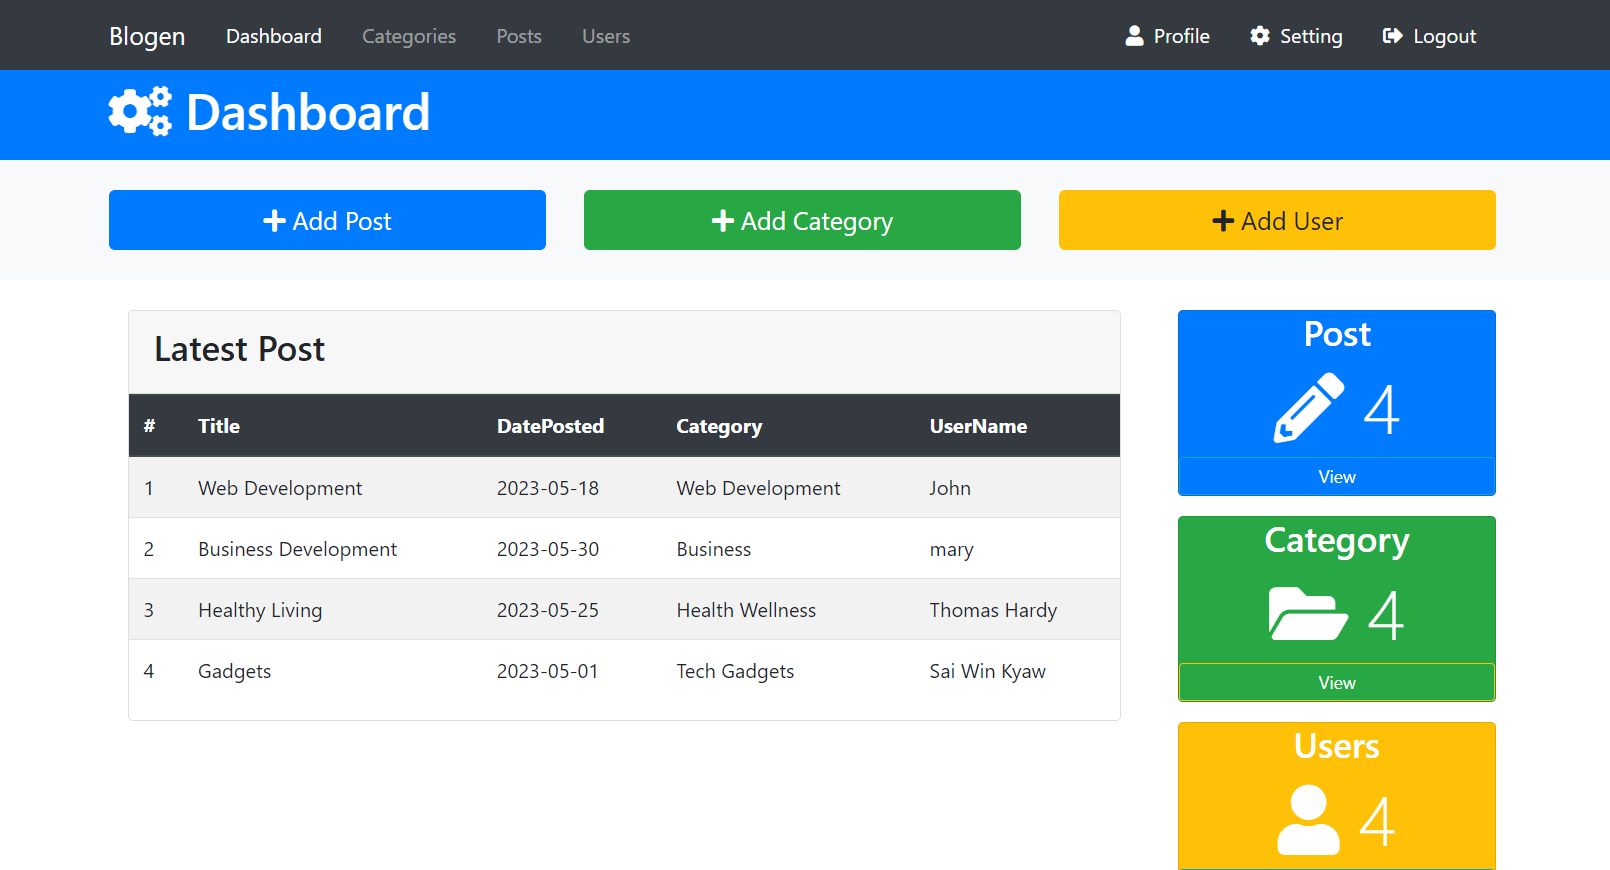 Blogen Dashboard Categories Posts Users Profile Setting Logout
Dashboard
Add Post Add Category Add User
Latest Post
# Title DatePosted Category UserName
1 Web Development 2023-05-18 Web Development John
2 Business Development 2023-05-30 Business mary
3 Healthy Living 2023-05-25 Health Wellness Thomas Hardy
4 Gadgets 2023-05-01 Tech Gadgets Sai Win Kyaw
Post
4
View
Category
4
View
Users
4